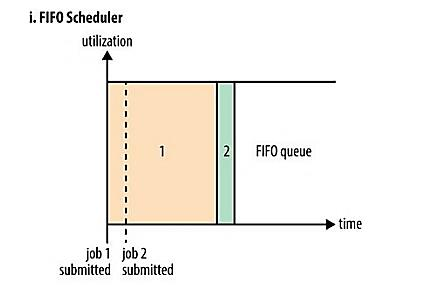 i. FIFO Scheduler
utilization
1
2
FIFO queue
time
job 1
submitted
job 2
submitted